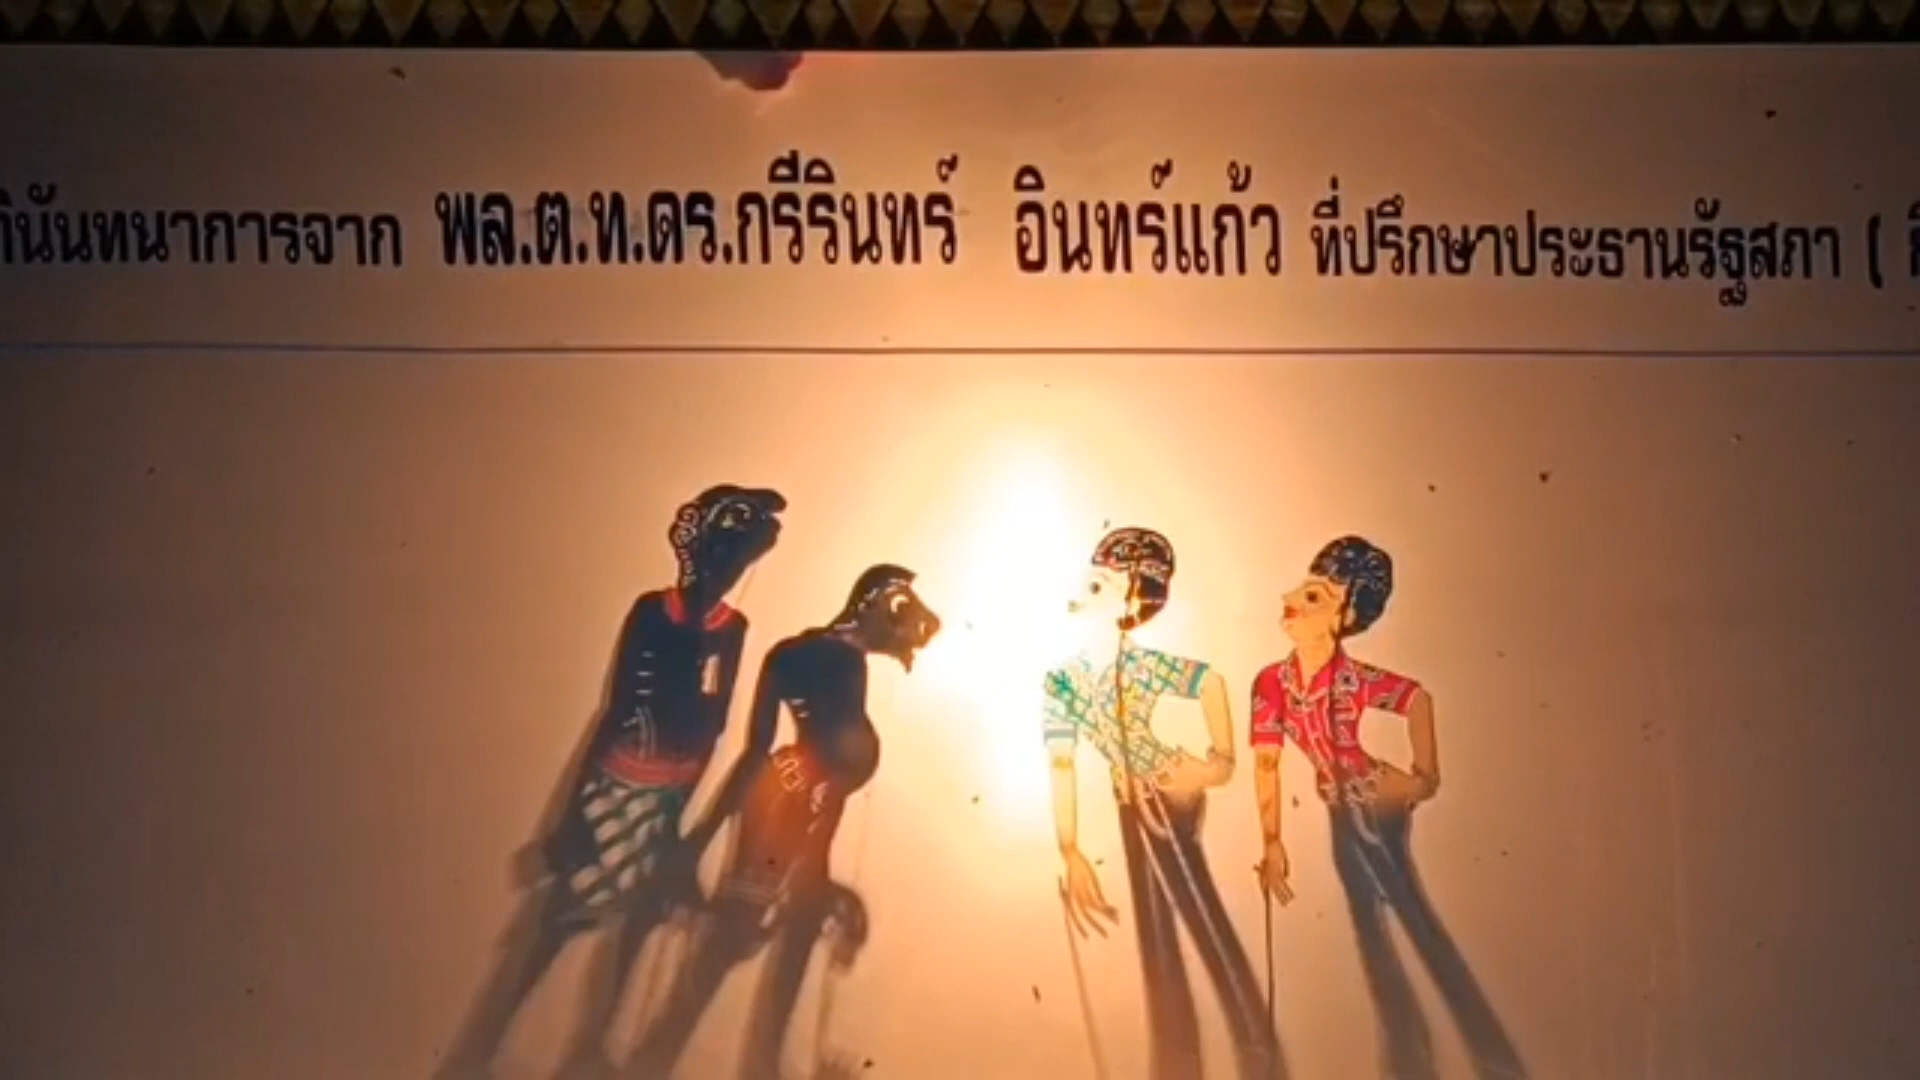 ภินันทนาการจาก พล.ต.ท.ดร.กรีรินทร์ อินทร์แก้ว ที่ปรึกษาประธานรัฐสภา (